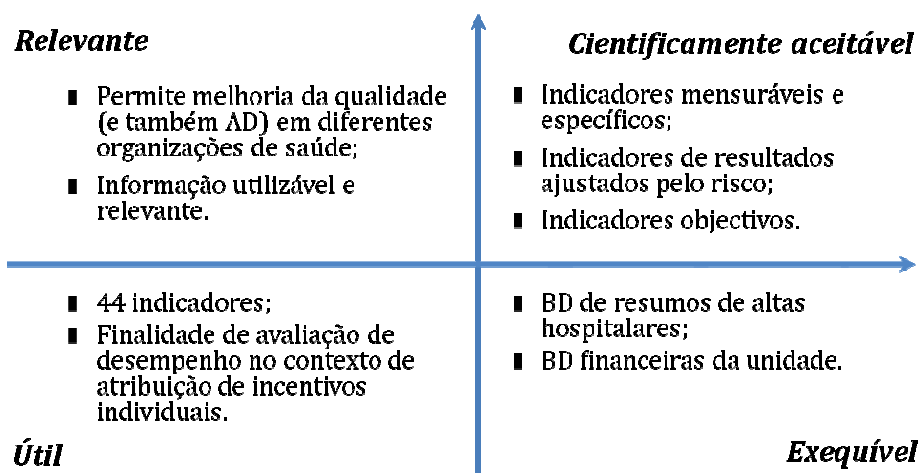 Relevante
▪ Permite melhoria da qualidade
(e também AD) em diferentes
organizações de saúde;
▪ Informação utilizável e
relevante.
Cientificamente aceitável
▪ Indicadores mensuráveis e
específicos;
▪ Indicadores de resultados
ajustados pelo risco;
▪ Indicadores objectivos.
▪ 44 indicadores;
▪ Finalidade de avaliação de
desempenho no contexto de
atribuição de incentivos
individuais.
Útil
▪ BD de resumos de altas
hospitalares;
▪ BD financeiras da unidade.
Exequível